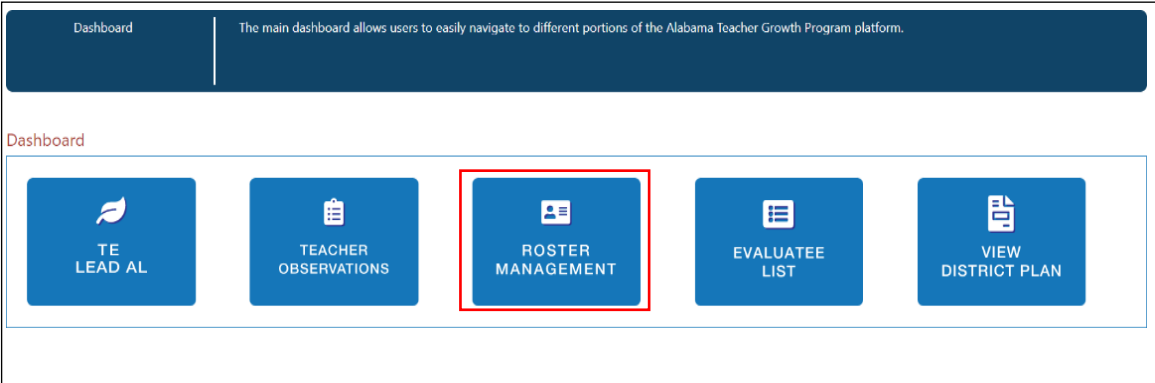 Dashboard
The main dashboard allows users to easily navigate to different portions of the Alabama Teacher Growth Program platform.
Dashboard
TE
LEAD AL
TEACHER
OBSERVATIONS
ROSTER
MANAGEMENT
EVALUATEE
LIST
VIEW
DISTRICT PLAN